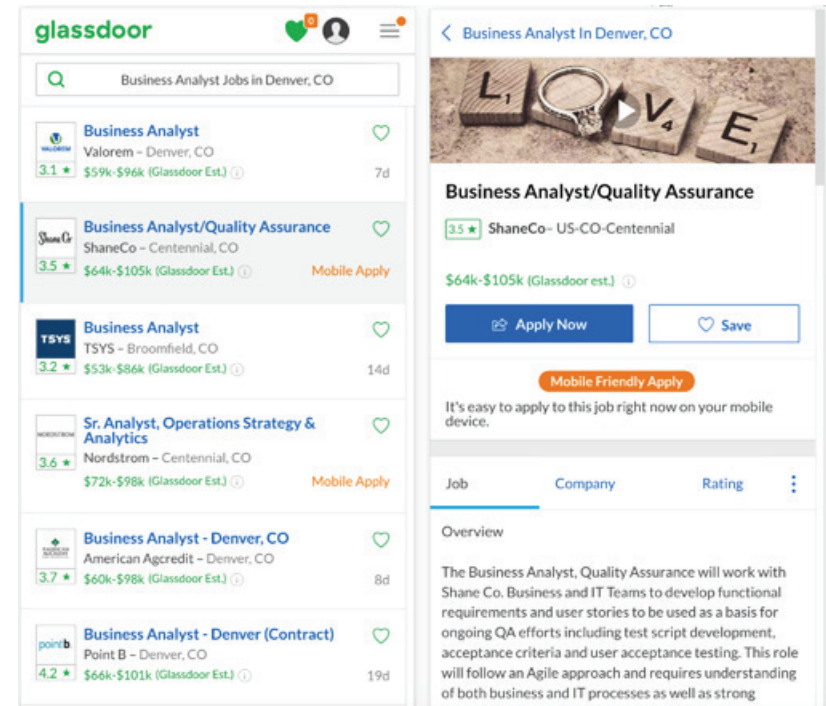 glassdoor
0
Business Analyst Jobs in Denver, CO
VALOREM
Business Analyst
Valorem – Denver, CO
3.1 ★ $59k-$96k (Glassdoor Est.) 7d
Shane Co
Business Analyst/Quality Assurance
ShaneCo – Centennial, CO
3.5 ★ $64k-$105k (Glassdoor Est.) Mobile Apply
TSYS
Business Analyst
TSYS – Broomfield, CO
3.2 ★ $53k-$86k (Glassdoor Est.) 14d
NORDSTROM
Sr. Analyst, Operations Strategy &
Analytics
Nordstrom – Centennial, CO
3.6 ★
$72k-$98k (Glassdoor Est.) Mobile Apply
Business Analyst - Denver, CO
American Agcredit – Denver, CO
3.7 ★ $60k-$98k (Glassdoor Est.) 8d
point b.
Business Analyst - Denver (Contract)
Point B – Denver, CO
4.2 ★ $66k-$101k (Glassdoor Est.) 19d
Business Analyst In Denver, CO
L1 V4 E1
Business Analyst/Quality Assurance
3.5 ★ ShaneCo– US-CO-Centennial
$64k-$105k (Glassdoor est.)
Apply Now Save
Mobile Friendly Apply
It's easy to apply to this job right now on your mobile
device.
Job Company Rating
Overview
The Business Analyst, Quality Assurance will work with
Shane Co. Business and IT Teams to develop functional
requirements and user stories to be used as a basis for
ongoing QA efforts including test script development,
acceptance criteria and user acceptance testing. This role
will follow an Agile approach and requires understanding
of both business and IT processes as well as strong